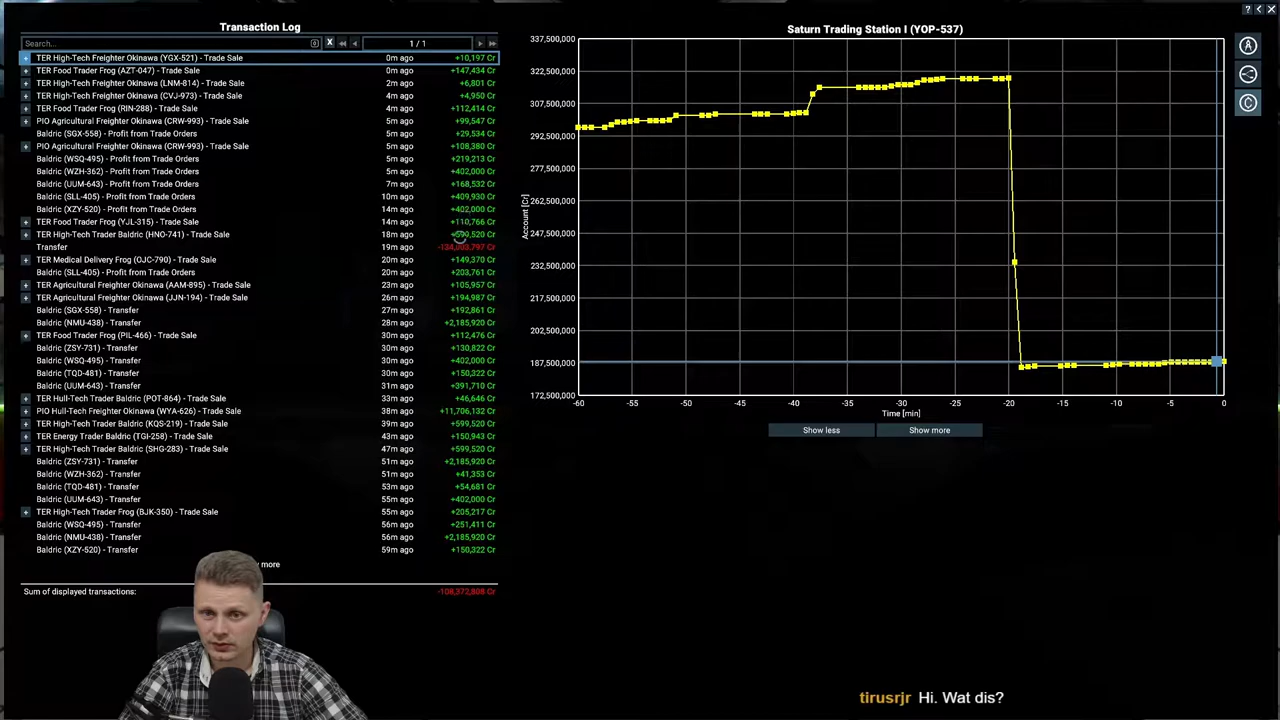 Transaction Log
Search...
1 / 1
TER High-Tech Freighter Okinawa (YGX-521) - Trade Sale 0m ago +10,197 Cr
TER Food Trader Frog (AZT-047) - Trade Sale 0m ago +147,434 Cr
TER High-Tech Freighter Okinawa (LNM-814) - Trade Sale 2m ago +6,801 Cr
TER High-Tech Freighter Okinawa (CVJ-973) - Trade Sale 4m ago +4,950 Cr
TER Food Trader Frog (RIN-288) - Trade Sale 4m ago +112,414 Cr
PIO Agricultural Freighter Okinawa (CRW-993) - Trade Sale 5m ago +99,547 Cr
Baldric (SGX-558) - Profit from Trade Orders 5m ago +29,534 Cr
PIO Agricultural Freighter Okinawa (CRW-993) - Trade Sale 5m ago +108,380 Cr
Baldric (WSQ-495) - Profit from Trade Orders 5m ago +219,213 Cr
Baldric (WZH-362) - Profit from Trade Orders 5m ago +402,000 Cr
Baldric (UUM-643) - Profit from Trade Orders 7m ago +168,532 Cr
Baldric (SLL-405) - Profit from Trade Orders 10m ago +409,930 Cr
Baldric (XZY-520) - Profit from Trade Orders 14m ago +402,000 Cr
TER Food Trader Frog (YJL-315) - Trade Sale 14m ago +110,766 Cr
TER High-Tech Trader Baldric (HNO-741) - Trade Sale 18m ago +599,520 Cr
Transfer 19m ago Cr
TER Medical Delivery Frog (OJC-790) - Trade Sale 20m ago +149,370 Cr
Baldric (SLL-405) - Profit from Trade Orders 20m ago +203,761 Cr
TER Agricultural Freighter Okinawa (AAM-895) - Trade Sale 23m ago +105,957 Cr
TER Agricultural Freighter Okinawa (JJN-194) - Trade Sale 26m ago +194,987 Cr
Baldric (SGX-558) - Transfer 27m ago +192,861 Cr
Baldric (NMU-438) - Transfer 28m ago +2,185,920 Cr
TER Food Trader Frog (PIL-466) - Trade Sale 30m ago +112,476 Cr
Baldric (ZSY-731) - Transfer 30m ago +130,822 Cr
Baldric (WSQ-495) - Transfer 30m ago +402,000 Cr
Baldric (TQD-481) - Transfer 30m ago +150,322 Cr
Baldric (UUM-643) - Transfer 31m ago +391,710 Cr
TER Hull-Tech Trader Baldric (POT-864) - Trade Sale 33m ago +46,646 Cr
PIO Hull-Tech Freighter Okinawa (WYA-626) - Trade Sale 38m ago +11,706,132 Cr
TER High-Tech Trader Baldric (KQS-219) - Trade Sale 39m ago +599,520 Cr
TER Energy Trader Baldric (TGI-258) - Trade Sale 43m ago +150,943 Cr
TER High-Tech Trader Baldric (SHG-283) - Trade Sale 47m ago +599,520 Cr
Baldric (ZSY-731) - Transfer 51m ago +2,185,920 Cr
Baldric (WZH-362) - Transfer 51m ago +41,353 Cr
Baldric (TQD-481) - Transfer 53m ago +54,681 Cr
Baldric (UUM-643) - Transfer 55m ago +402,000 Cr
TER High-Tech Trader Frog (BJK-350) - Trade Sale 55m ago +205,217 Cr
Baldric (WSQ-495) - Transfer 56m ago +251,411 Cr
Baldric (NMU-438) - Transfer 56m ago +2,185,920 Cr
Baldric (XZY-520) - Transfer 59m ago +150,322 Cr
more
Sum of displayed transactions: -108,372,808 Cr
Saturn Trading Station I (YOP-537)
337,500,000
322,500,000
307,500,000
292,500,000
277,500,000
262,500,000
247,500,000
232,500,000
217,500,000
202,500,000
187,500,000
172,500,000
Account [Cr]
-60 -55 -50 -45 -40 -35 -30 -25 -20 -15 -10 -5 0
Time [min]
Show less
Show more
tirusrjr Hi. Wat dis?